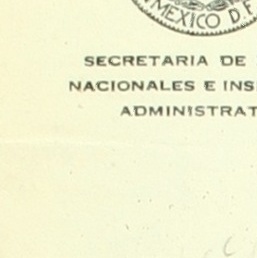 MEXICO D.F.
SECRETARIA DE
NACIONALES E INS
ADMINISTRAT